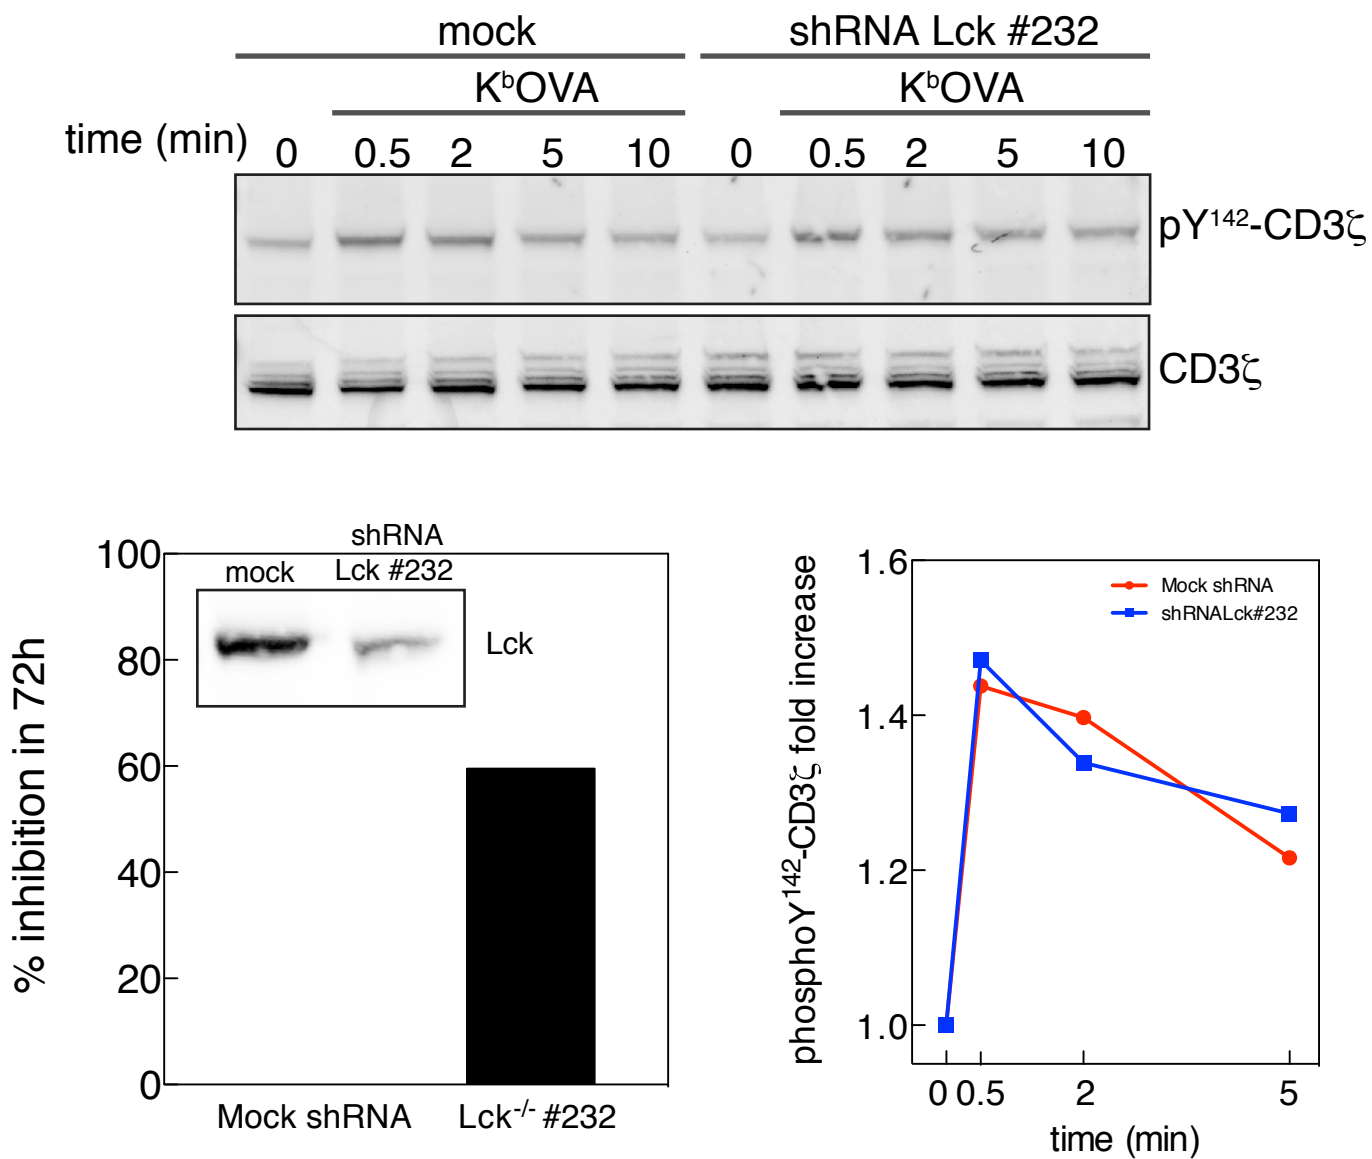 mock shRNA Lck #232
KᵇOVA KᵇOVA
time (min) 0 0.5 2 5 10 0 0.5 2 5 10
pY¹⁴²-CD3ζ
CD3ζ
% inhibition in 72h
100
80
60
40
20
0
shRNA
mock Lck #232
Lck
Mock shRNA Lck⁻/⁻ #232
phosphoY¹⁴²-CD3ζ fold increase
1.6
1.4
1.2
1.0
Mock shRNA
shRNALck#232
0 0.5 2 5
time (min)